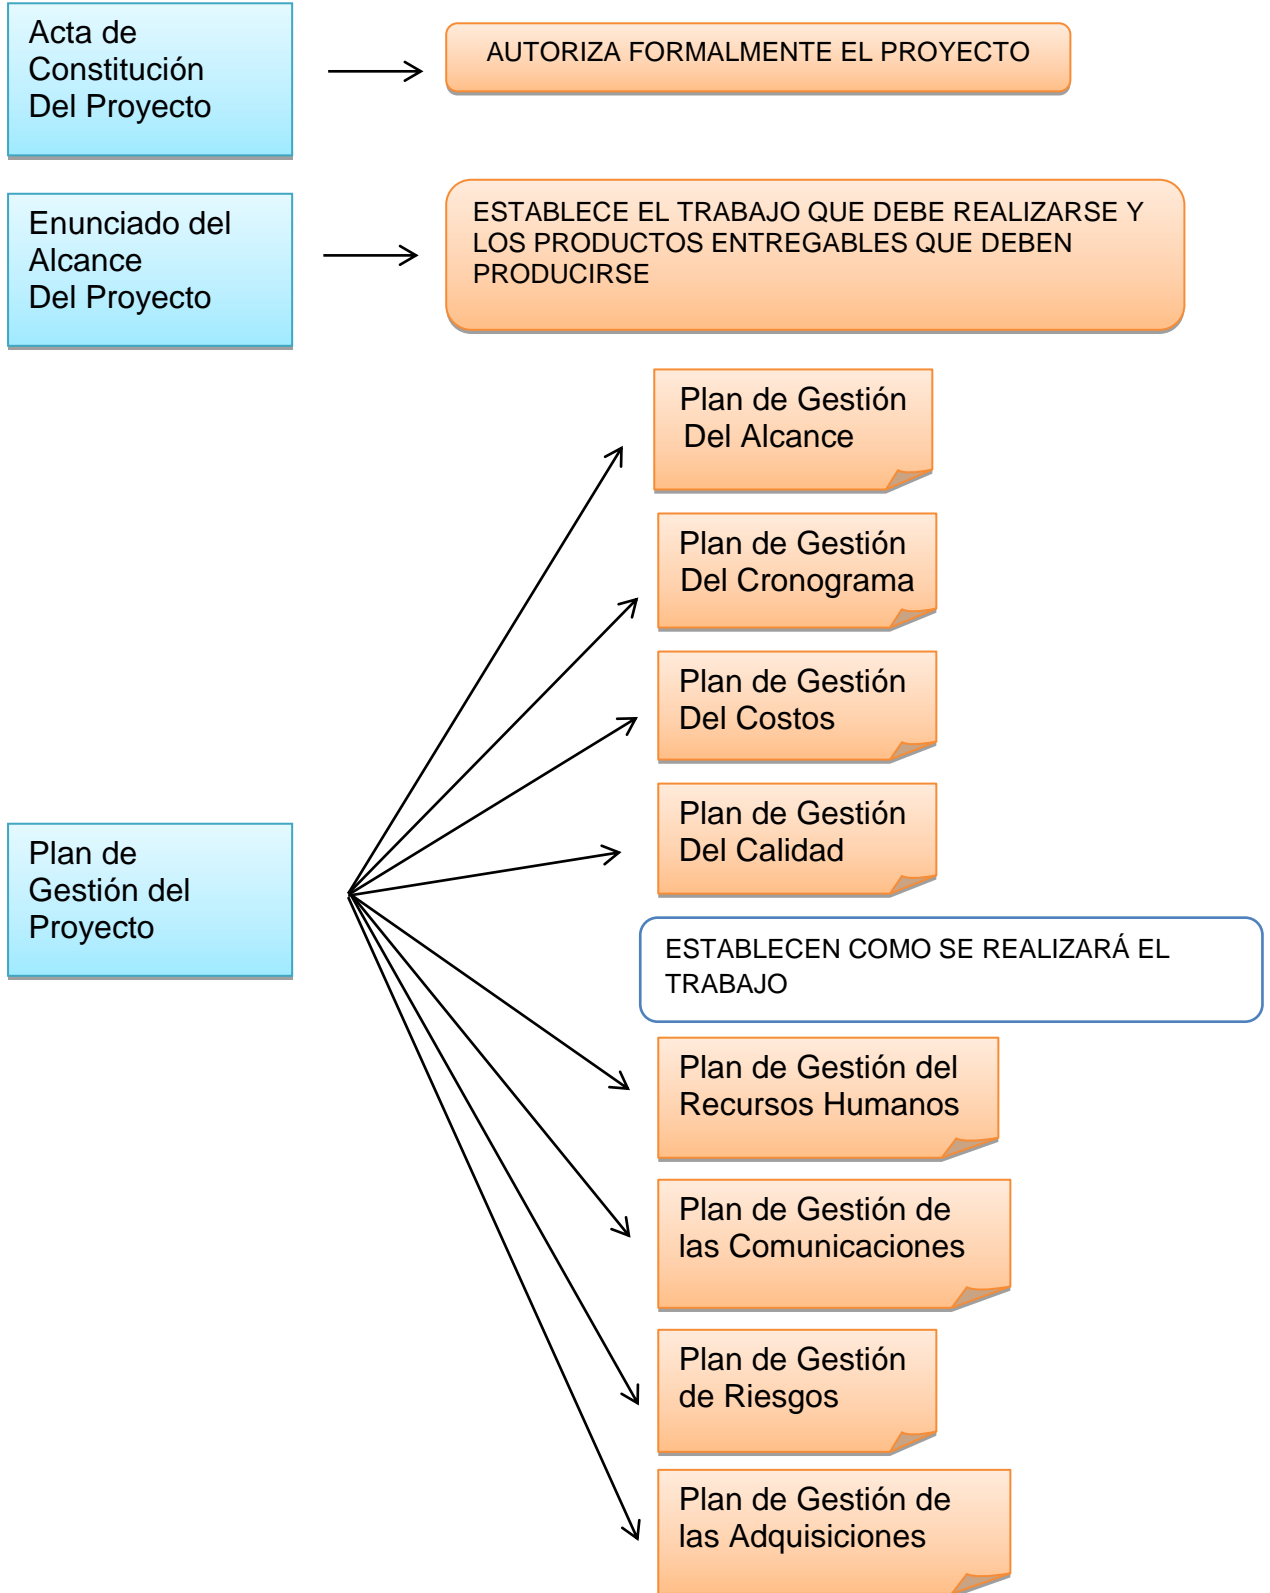 Acta de
Constitución
Del Proyecto
AUTORIZA FORMALMENTE EL PROYECTO
Enunciado del
Alcance
Del Proyecto
ESTABLECE EL TRABAJO QUE DEBE REALIZARSE Y
LOS PRODUCTOS ENTREGABLES QUE DEBEN
PRODUCIRSE
Plan de
Gestión del
Proyecto
Plan de Gestión
Del Alcance
Plan de Gestión
Del Cronograma
Plan de Gestión
Del Costos
Plan de Gestión
Del Calidad
ESTABLECEN COMO SE REALIZARÁ EL
TRABAJO
Plan de Gestión del
Recursos Humanos
Plan de Gestión de
las Comunicaciones
Plan de Gestión
de Riesgos
Plan de Gestión de
las Adquisiciones